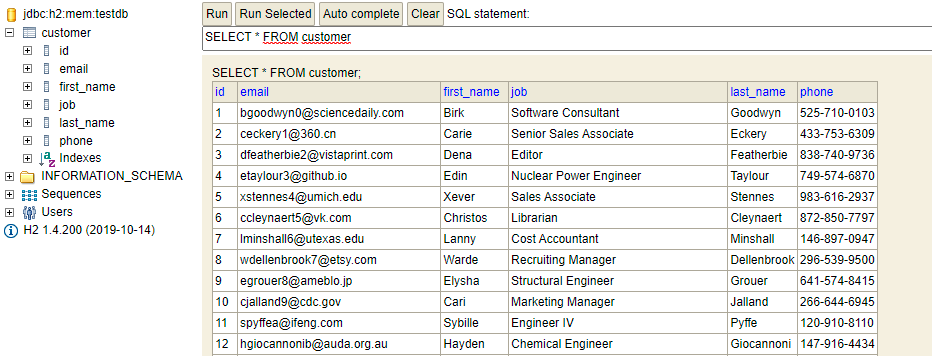 jdbc:h2:mem:testdb
customer
id
email
first_name
job
last_name
phone
Indexes
INFORMATION_SCHEMA
Sequences
Users
H2 1.4.200 (2019-10-14)
Run Run Selected Auto complete Clear SQL statement:
SELECT * FROM customer
SELECT * FROM customer;
id email first_name job last_name phone
1 bgoodwyn0@sciencedaily.com Birk Software Consultant Goodwyn 525-710-0103
2 ceckery1@360.cn Carie Senior Sales Associate Eckery 433-753-6309
3 dfeatherbie2@vistaprint.com Dena Editor Featherbie 838-740-9736
4 etaylour3@github.io Edin Nuclear Power Engineer Taylour 749-574-6870
5 xstennes4@umich.edu Xever Sales Associate Stennes 983-616-2937
6 ccleynaert5@vk.com Christos Librarian Cleynaert 872-850-7797
7 lminshall6@utexas.edu Lanny Cost Accountant Minshall 146-897-0947
8 wdellenbrook7@etsy.com Warde Recruiting Manager Dellenbrook 296-539-9500
9 egrouer8@ameblo.jp Elysha Structural Engineer Grouer 641-574-8415
10 cjalland9@cdc.gov Cari Marketing Manager Jalland 266-644-6945
11 spyffea@ifeng.com Sybille Engineer IV Pyffe 120-910-8110
12 hgiocannonib@auda.org.au Hayden Chemical Engineer Giocannoni 147-916-4434